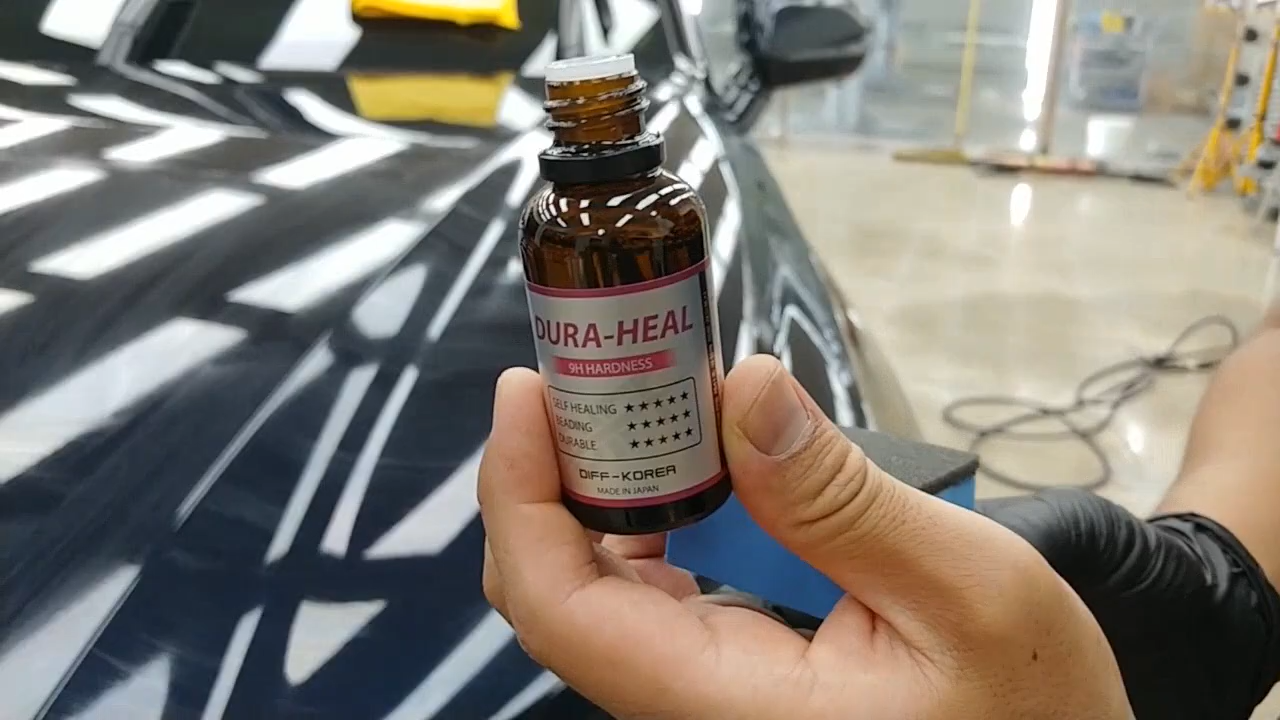 DURA-HEAL
9H HARDNESS
SELF HEALING ★★★★★
BEADING ★★★★★
DURABLE ★★★★★
DIFF-KOREA
MADE IN JAPAN